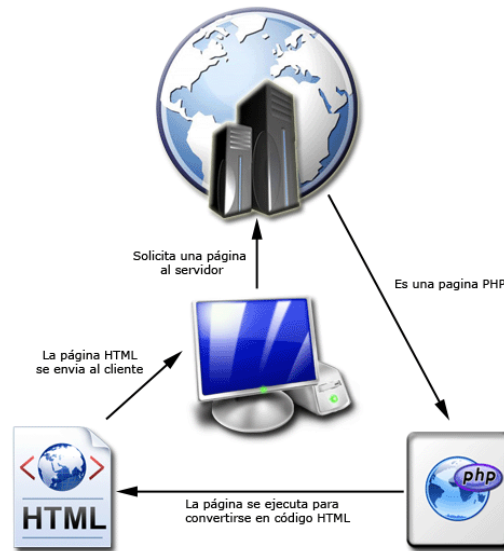 Solicita una página
al servidor
Es una pagina PHP
La página HTML
se envia al cliente
php
HTML
La página se ejecuta para
convertirse en código HTML